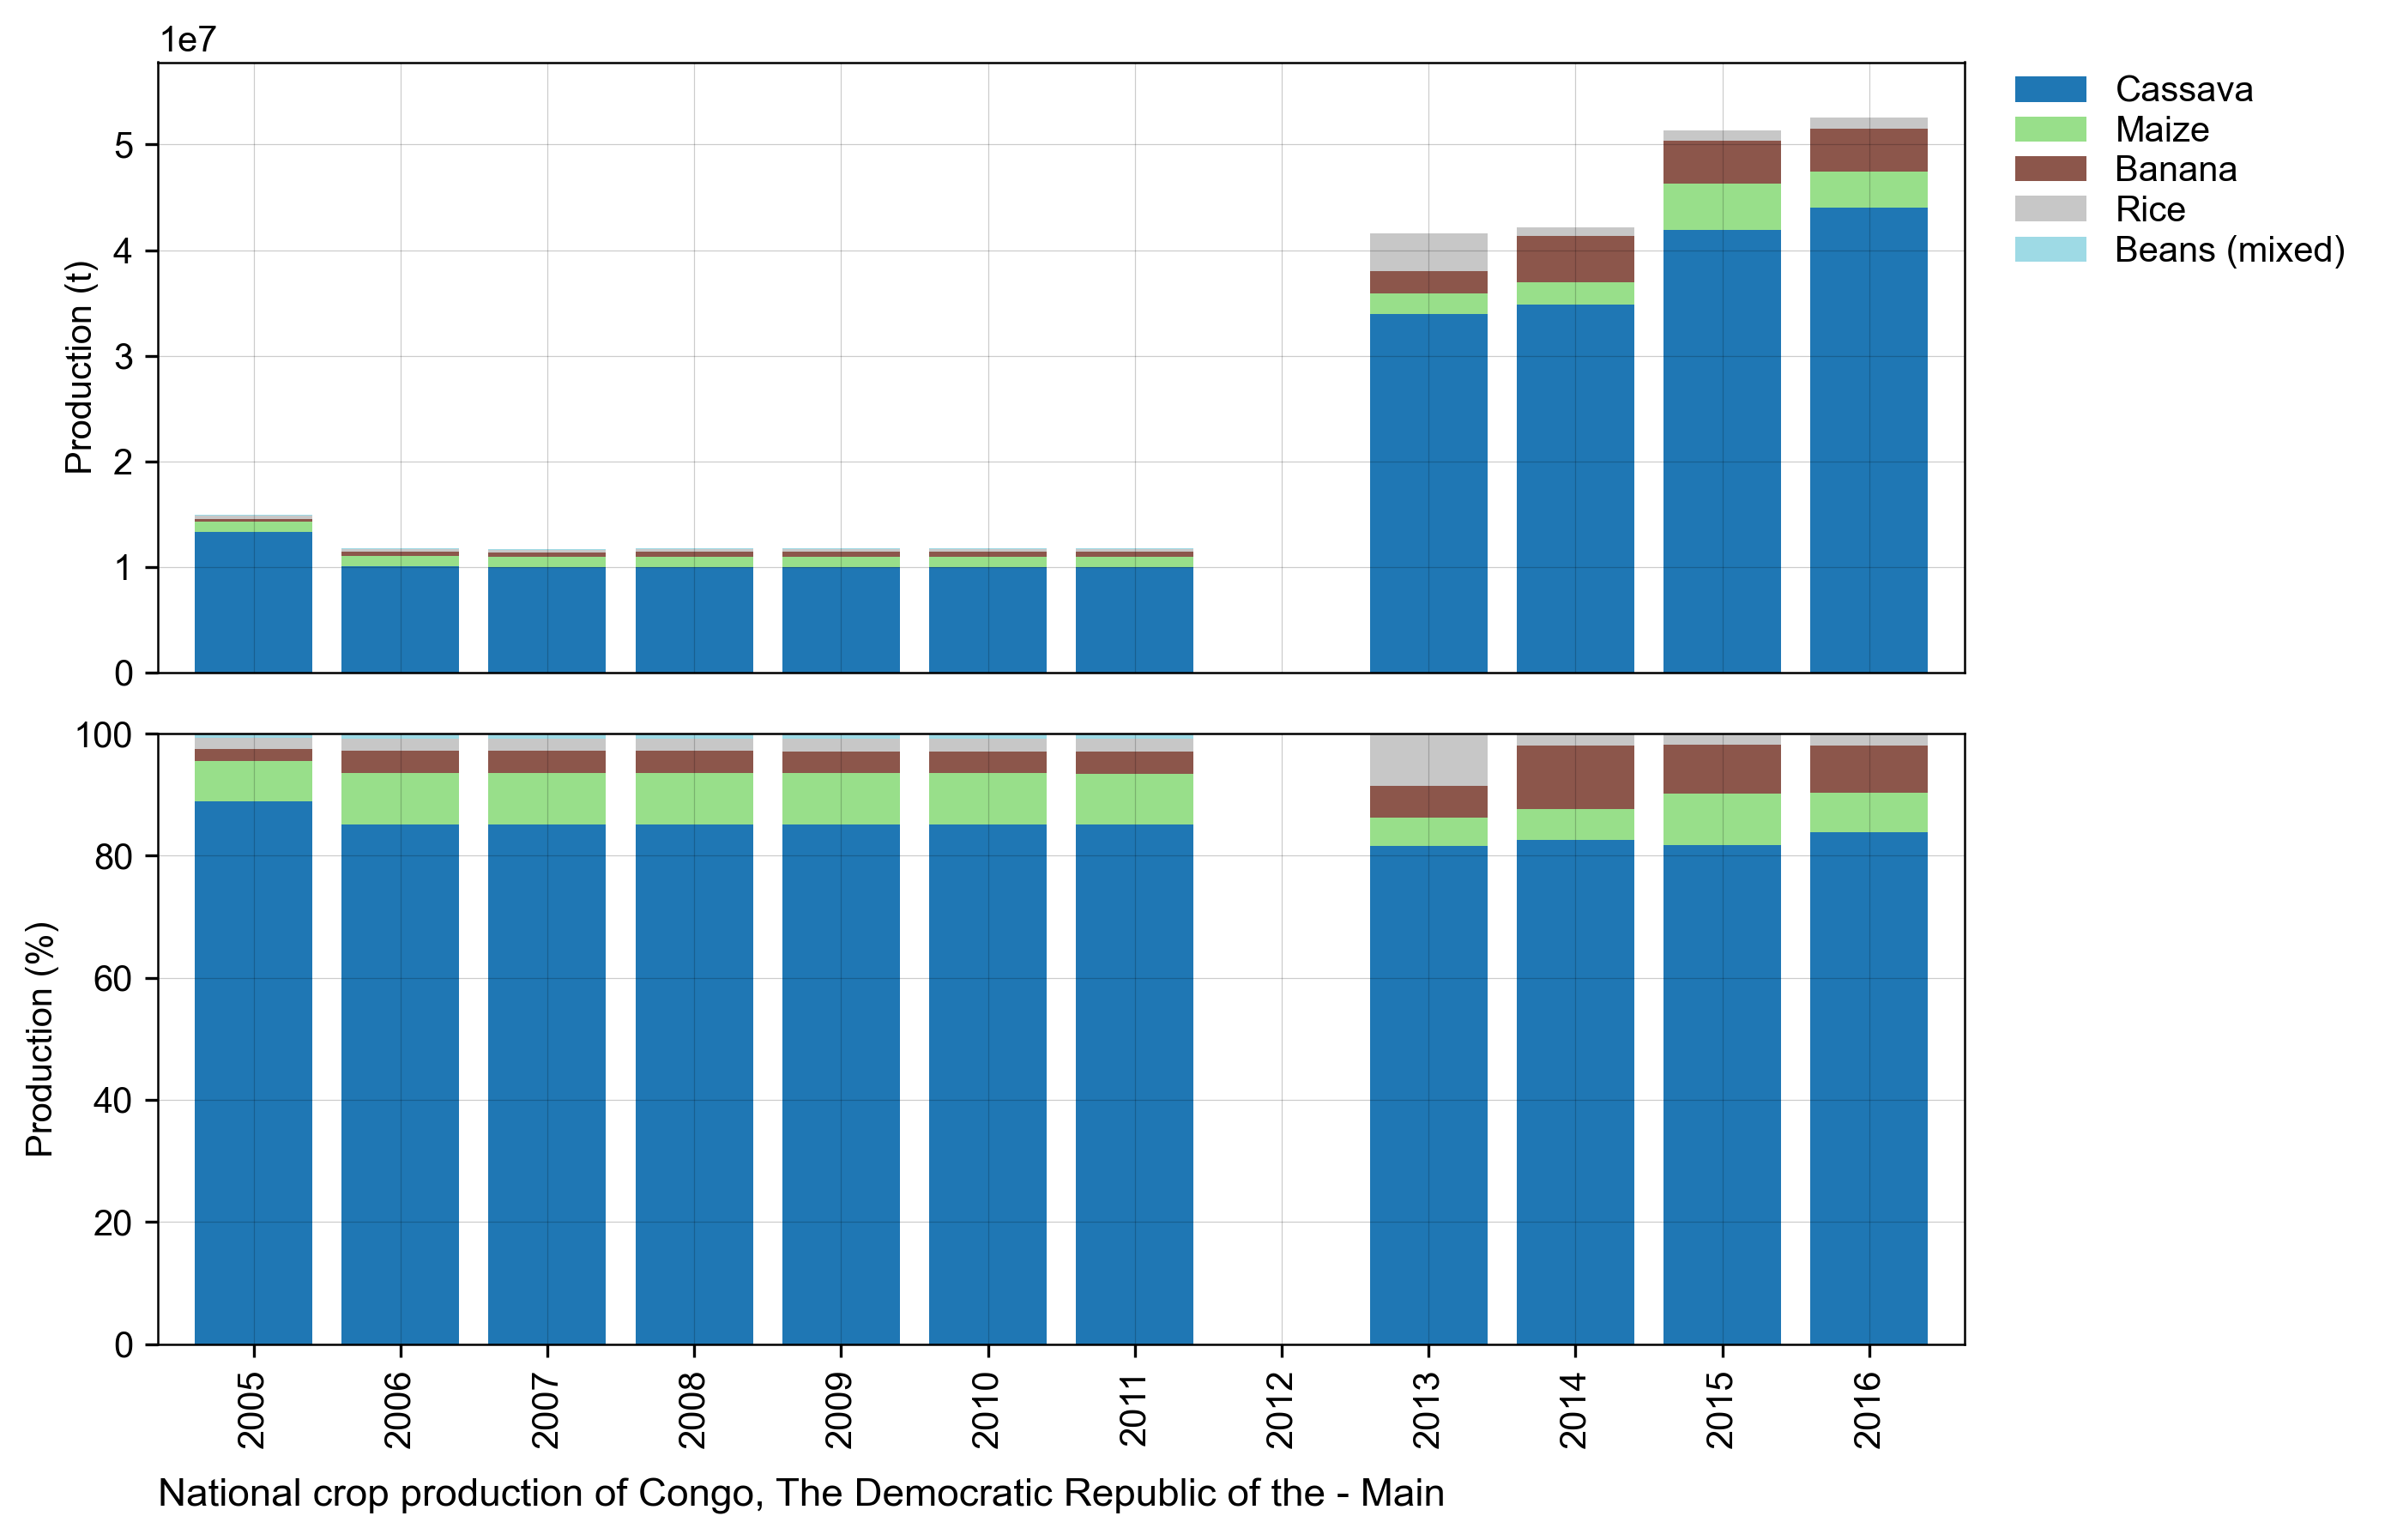 1e7
5
4
3
2
1
0
Production (t)
Cassava
Maize
Banana
Rice
Beans (mixed)
100
80
60
40
20
0
Production (%)
2005
2006
2007
2008
2009
2010
2011
2012
2013
2014
2015
2016
National crop production of Congo, The Democratic Republic of the - Main